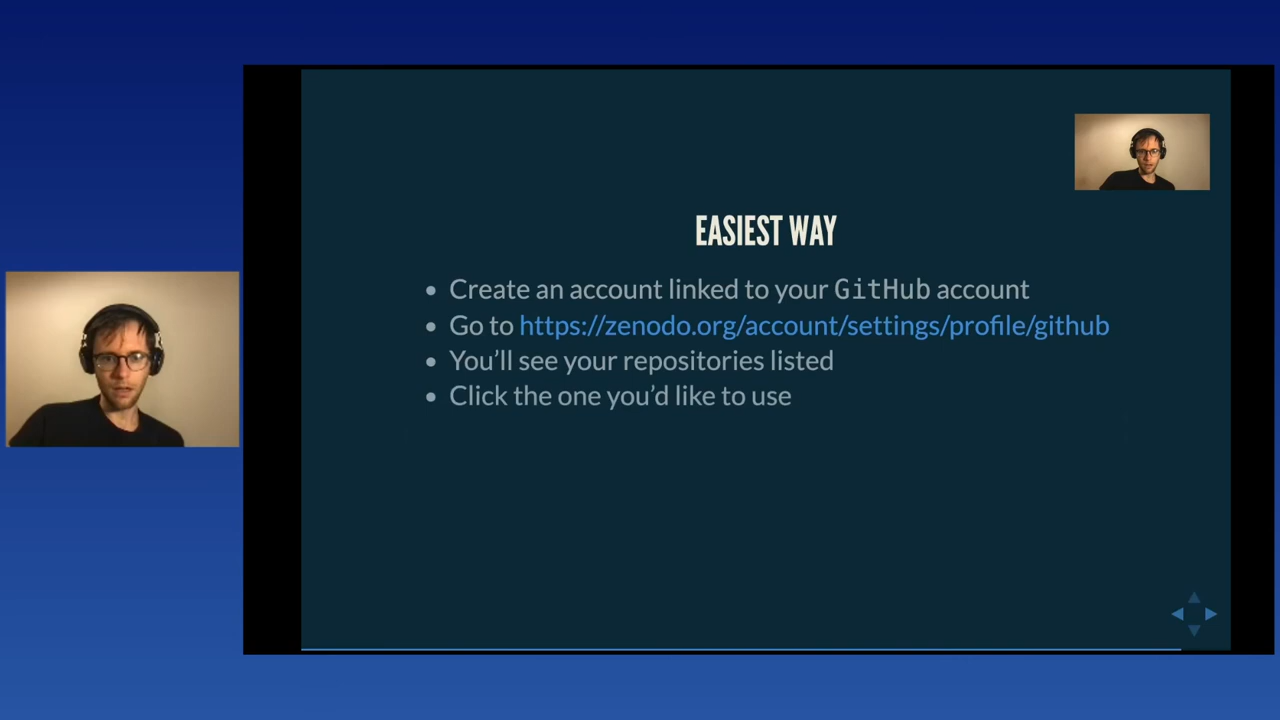 EASIEST WAY
Create an account linked to your GitHub account
Go to https://zenodo.org/account/settings/profile/github
You'll see your repositories listed
Click the one you'd like to use